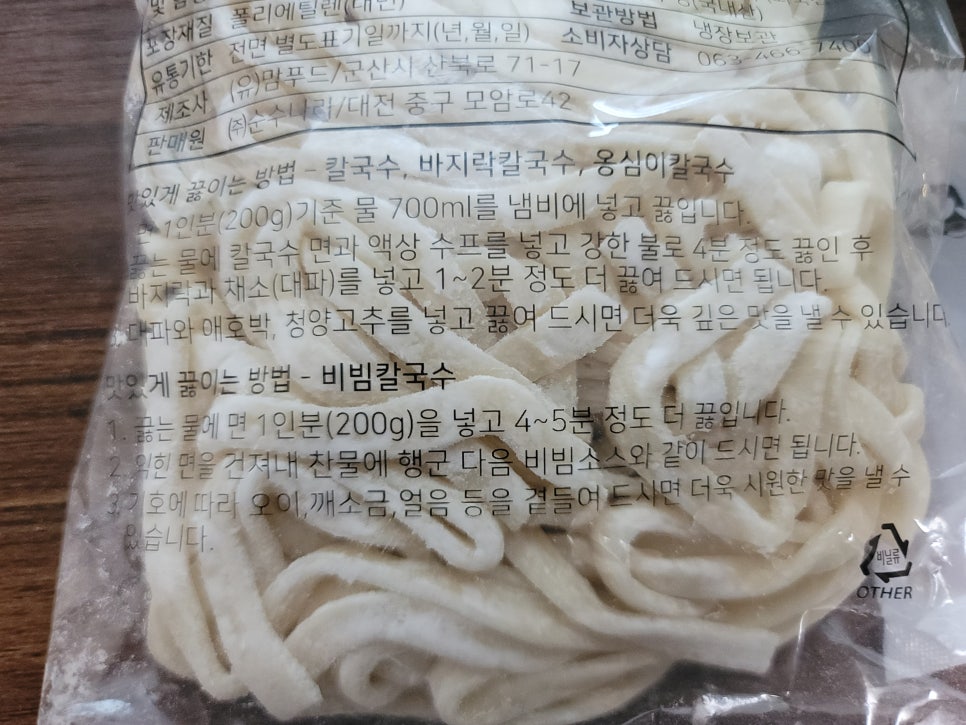 포장재질 폴리에틸렌(내면) 보관방법 냉장보관
유통기한 전면 별도표기일까지(년,월,일) 소비자상담 063-466-7400
제조사 (유)맘푸드/군산시 산북로 71-17
판매원 ㈜순수나라/대전 중구 모암로42
맛있게 끓이는 방법 - 칼국수, 바지락칼국수, 옹심이칼국수
1인분(200g)기준 물 700ml를 냄비에 넣고 끓입니다.
끓는 물에 칼국수 면과 액상 수프를 넣고 강한 불로 4분 정도 끓인 후
바지락과 채소(대파)를 넣고 1~2분 정도 더 끓여 드시면 됩니다.
대파와 애호박, 청양고추를 넣고 끓여 드시면 더욱 깊은 맛을 낼 수 있습니다
맛있게 끓이는 방법 - 비빔칼국수
1. 끓는 물에 면 1인분(200g)을 넣고 4~5분 정도 더 끓입니다.
2. 익힌 면을 건져내 찬물에 행군 다음 비빔소스와 같이 드시면 됩니다.
3.기호에 따라 오이,깨소금,얼음 등을 곁들여 드시면 더욱 시원한 맛을 낼 수
있습니다.
비닐류
OTHER